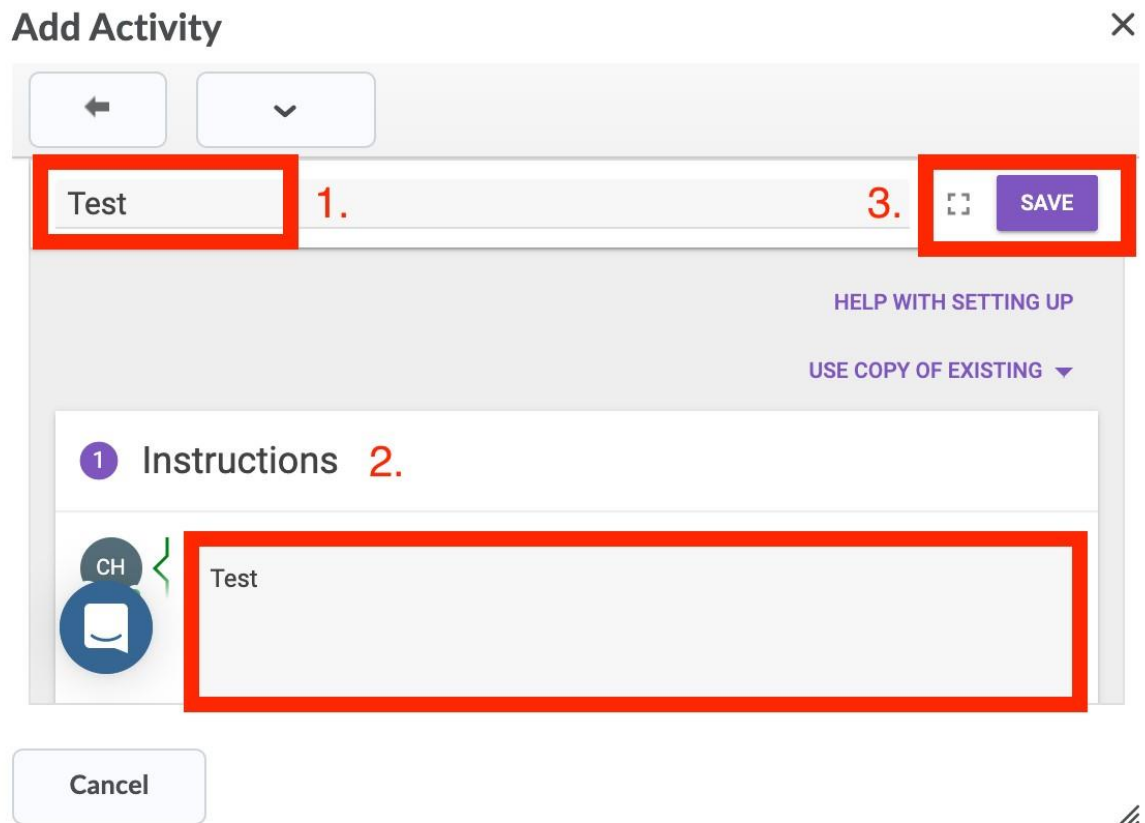 Add Activity
Test 1. 3. SAVE
HELP WITH SETTING UP
USE COPY OF EXISTING
1 Instructions 2.
CH
Test
Cancel